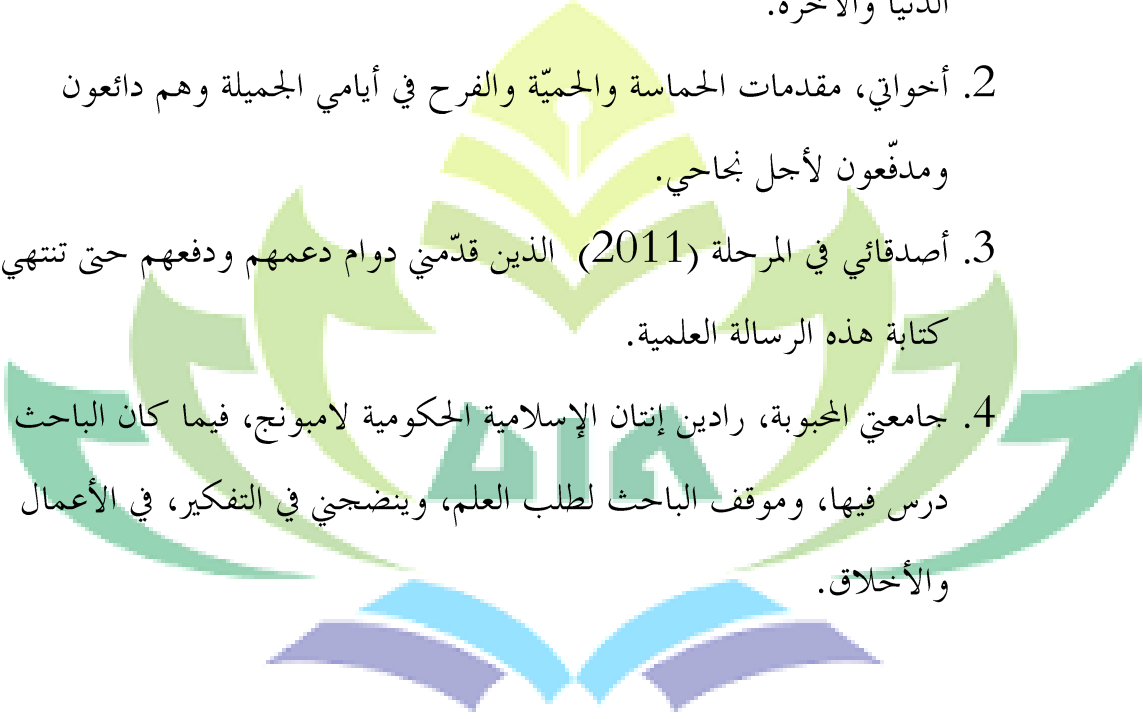 الدنيا والآخرة.
2. أخواتي، مقدمات الحماسة والحميّة والفرح في أيامي الجميلة وهم دائعون
ومدفّعون لأجل نجاحي.
3. أصدقائي في المرحلة (2011) الذين قدّمني دوام دعمهم ودفعهم حتى تنتهي
كتابة هذه الرسالة العلمية.
4. جامعتي المحبوبة، رادين إنتان الإسلامية الحكومية لامبونج، فيما كان الباحث
درس فيها، وموقف الباحث لطلب العلم، وينضجني في التفكير، في الأعمال
والأخلاق.